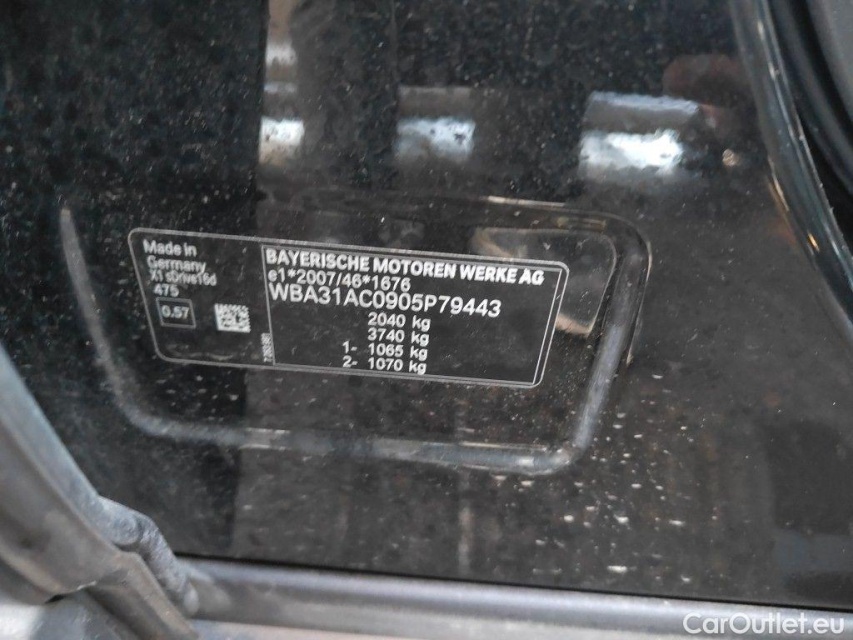 Made in
Germany
X1 sDrive16d
475
0.57
BAYERISCHE MOTOREN WERKE AG
e1*2007/46*1676
WBA31AC0905P79443
2040 kg
3740 kg
1- 1065 kg
2- 1070 kg
CarOutlet.eu